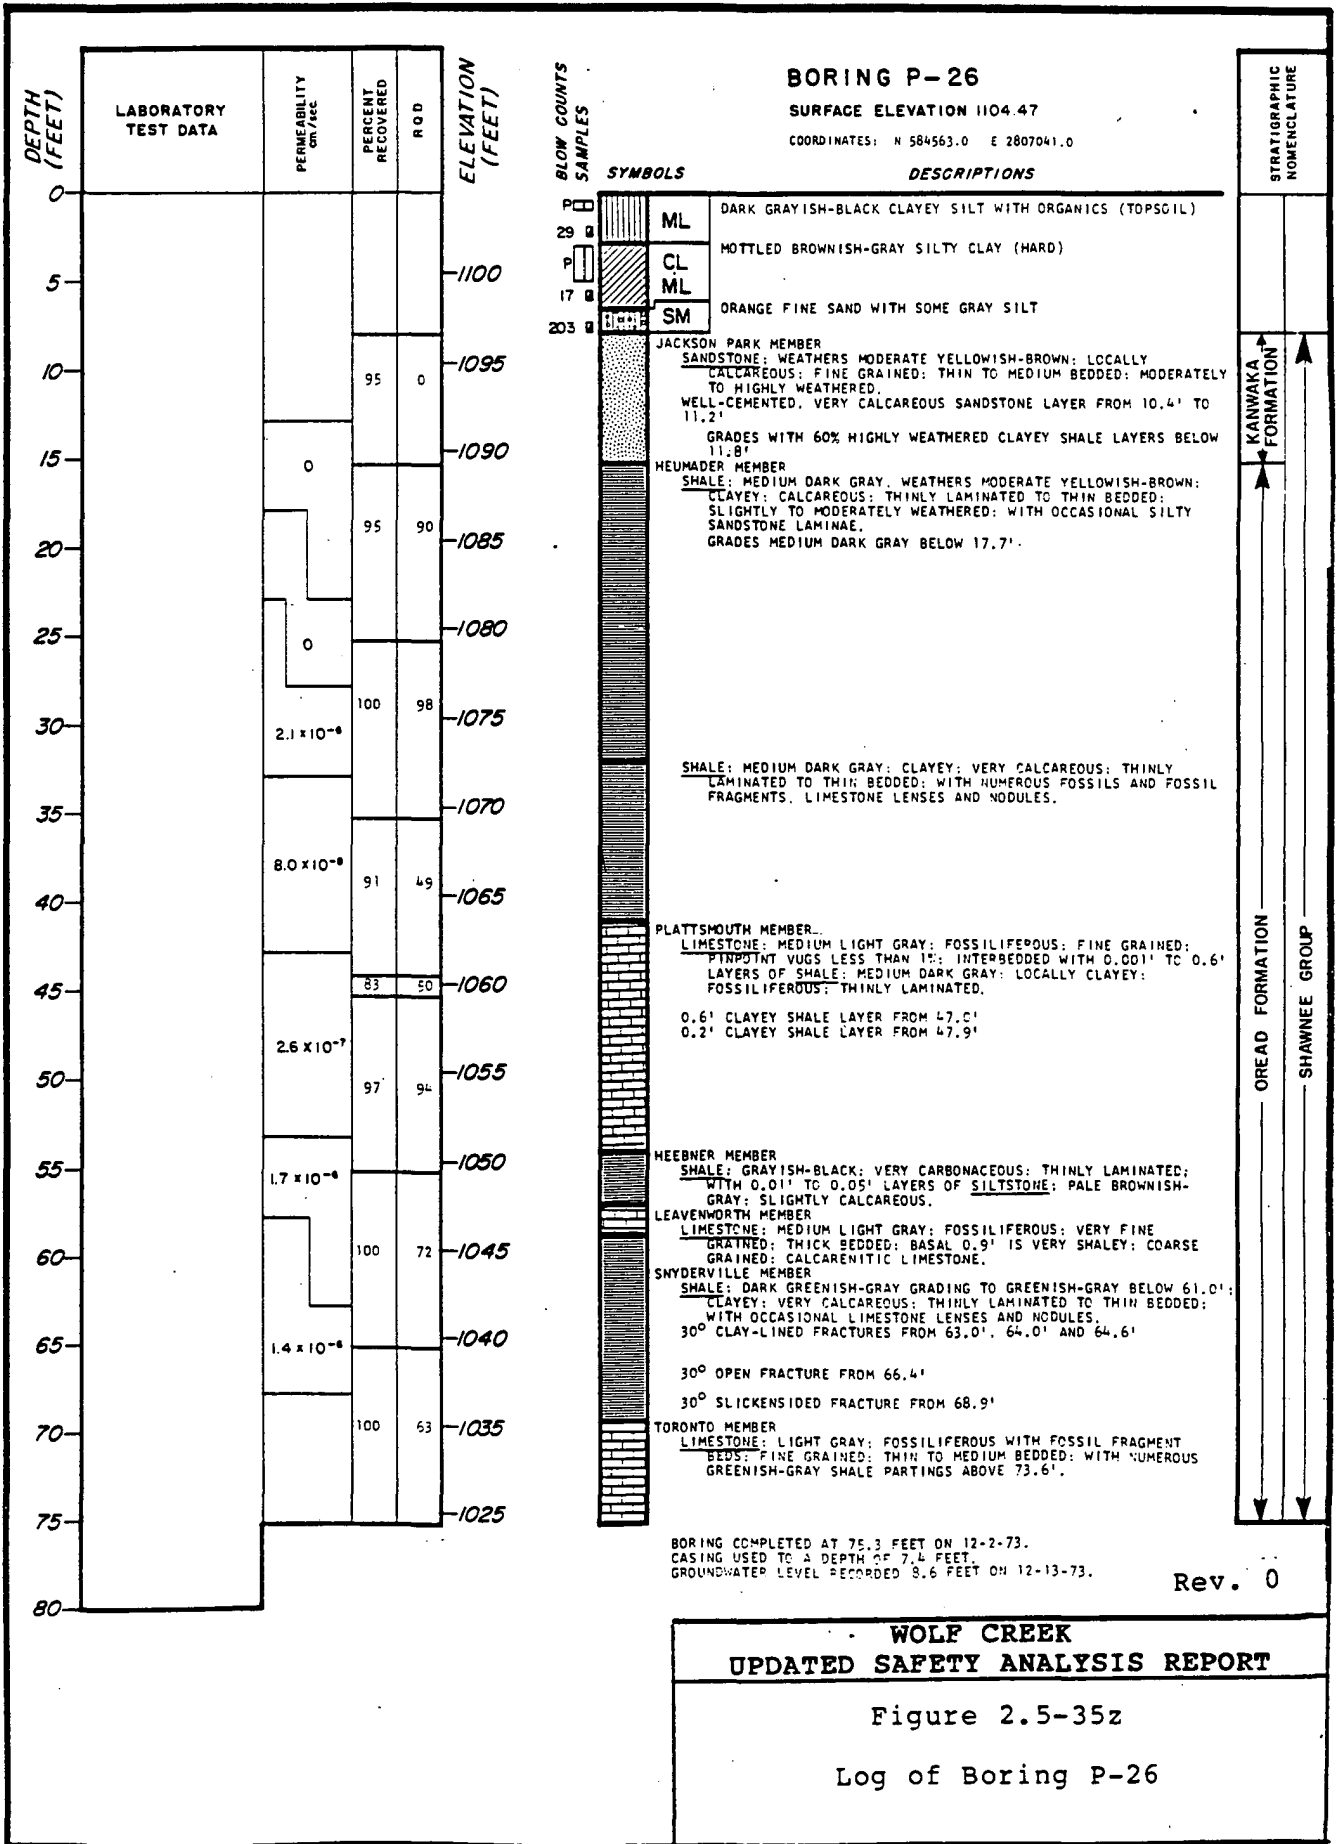 BORING P-26
SURFACE ELEVATION 1104.47
COORDINATES: N 584563.0 E 2807041.0
DEPTH
(FEET)
LABORATORY
TEST DATA
PERMEABILITY
cm/sec
PERCENT
RECOVERED
RQD
ELEVATION
(FEET)
BLOW COUNTS
SAMPLES
SYMBOLS
DESCRIPTIONS
STRATIGRAPHIC
NOMENCLATURE
0
5
10
15
20
25
30
35
40
45
50
55
60
65
70
75
80
0
0
2.1 x 10-6
8.0 x 10-8
2.6 x 10-7
1.7 x 10-6
1.4 x 10-6
95 0
95 90
100 98
91 49
83 50
97 94
100 72
100 63
1100
1095
1090
1085
1080
1075
1070
1065
1060
1055
1050
1045
1040
1035
1025
P
29
P
17
203
ML
CL
ML
SM
DARK GRAYISH-BLACK CLAYEY SILT WITH ORGANICS (TOPSOIL)
MOTTLED BROWNISH-GRAY SILTY CLAY (HARD)
ORANGE FINE SAND WITH SOME GRAY SILT
JACKSON PARK MEMBER
SANDSTONE: WEATHERS MODERATE YELLOWISH-BROWN: LOCALLY
CALCAREOUS: FINE GRAINED: THIN TO MEDIUM BEDDED: MODERATELY
TO HIGHLY WEATHERED.
WELL-CEMENTED, VERY CALCAREOUS SANDSTONE LAYER FROM 10.4' TO
11.2'
GRADES WITH 60% HIGHLY WEATHERED CLAYEY SHALE LAYERS BELOW
11.8'
HEUMADER MEMBER
SHALE: MEDIUM DARK GRAY, WEATHERS MODERATE YELLOWISH-BROWN:
CLAYEY: CALCAREOUS: THINLY LAMINATED TO THIN BEDDED:
SLIGHTLY TO MODERATELY WEATHERED: WITH OCCASIONAL SILTY
SANDSTONE LAMINAE.
GRADES MEDIUM DARK GRAY BELOW 17.7'
SHALE: MEDIUM DARK GRAY: CLAYEY: VERY CALCAREOUS: THINLY
LAMINATED TO THIN BEDDED: WITH NUMEROUS FOSSILS AND FOSSIL
FRAGMENTS, LIMESTONE LENSES AND NODULES.
PLATTSMOUTH MEMBER
LIMESTONE: MEDIUM LIGHT GRAY: FOSSILIFEROUS: FINE GRAINED:
PINPOINT VUGS LESS THAN 1%: INTERBEDDED WITH 0.001' TO 0.6'
LAYERS OF SHALE: MEDIUM DARK GRAY: LOCALLY CLAYEY:
FOSSILIFEROUS: THINLY LAMINATED.
0.6' CLAYEY SHALE LAYER FROM 47.0'
0.2' CLAYEY SHALE LAYER FROM 47.9'
HEEBNER MEMBER
SHALE: GRAYISH-BLACK: VERY CARBONACEOUS: THINLY LAMINATED:
WITH 0.01' TO 0.05' LAYERS OF SILTSTONE: PALE BROWNISH-
GRAY: SLIGHTLY CALCAREOUS.
LEAVENWORTH MEMBER
LIMESTONE: MEDIUM LIGHT GRAY: FOSSILIFEROUS: VERY FINE
GRAINED: THICK BEDDED: BASAL 0.9' IS VERY SHALEY: COARSE
GRAINED: CALCARENITIC LIMESTONE.
SNYDERVILLE MEMBER
SHALE: DARK GREENISH-GRAY GRADING TO GREENISH-GRAY BELOW 61.0':
CLAYEY: VERY CALCAREOUS: THINLY LAMINATED TO THIN BEDDED:
WITH OCCASIONAL LIMESTONE LENSES AND NODULES.
30° CLAY-LINED FRACTURES FROM 63.0', 64.0' AND 64.6'
30° OPEN FRACTURE FROM 66.4'
30° SLICKENSIDED FRACTURE FROM 68.9'
TORONTO MEMBER
LIMESTONE: LIGHT GRAY: FOSSILIFEROUS WITH FOSSIL FRAGMENT
BEDS: FINE GRAINED: THIN TO MEDIUM BEDDED: WITH NUMEROUS
GREENISH-GRAY SHALE PARTINGS ABOVE 73.6'.
KANWAKA
FORMATION
OREAD FORMATION
SHAWNEE GROUP
BORING COMPLETED AT 75.3 FEET ON 12-2-73.
CASING USED TO A DEPTH OF 7.4 FEET.
GROUNDWATER LEVEL RECORDED 8.6 FEET ON 12-13-73.
Rev. 0
WOLF CREEK
UPDATED SAFETY ANALYSIS REPORT
Figure 2.5-35z
Log of Boring P-26